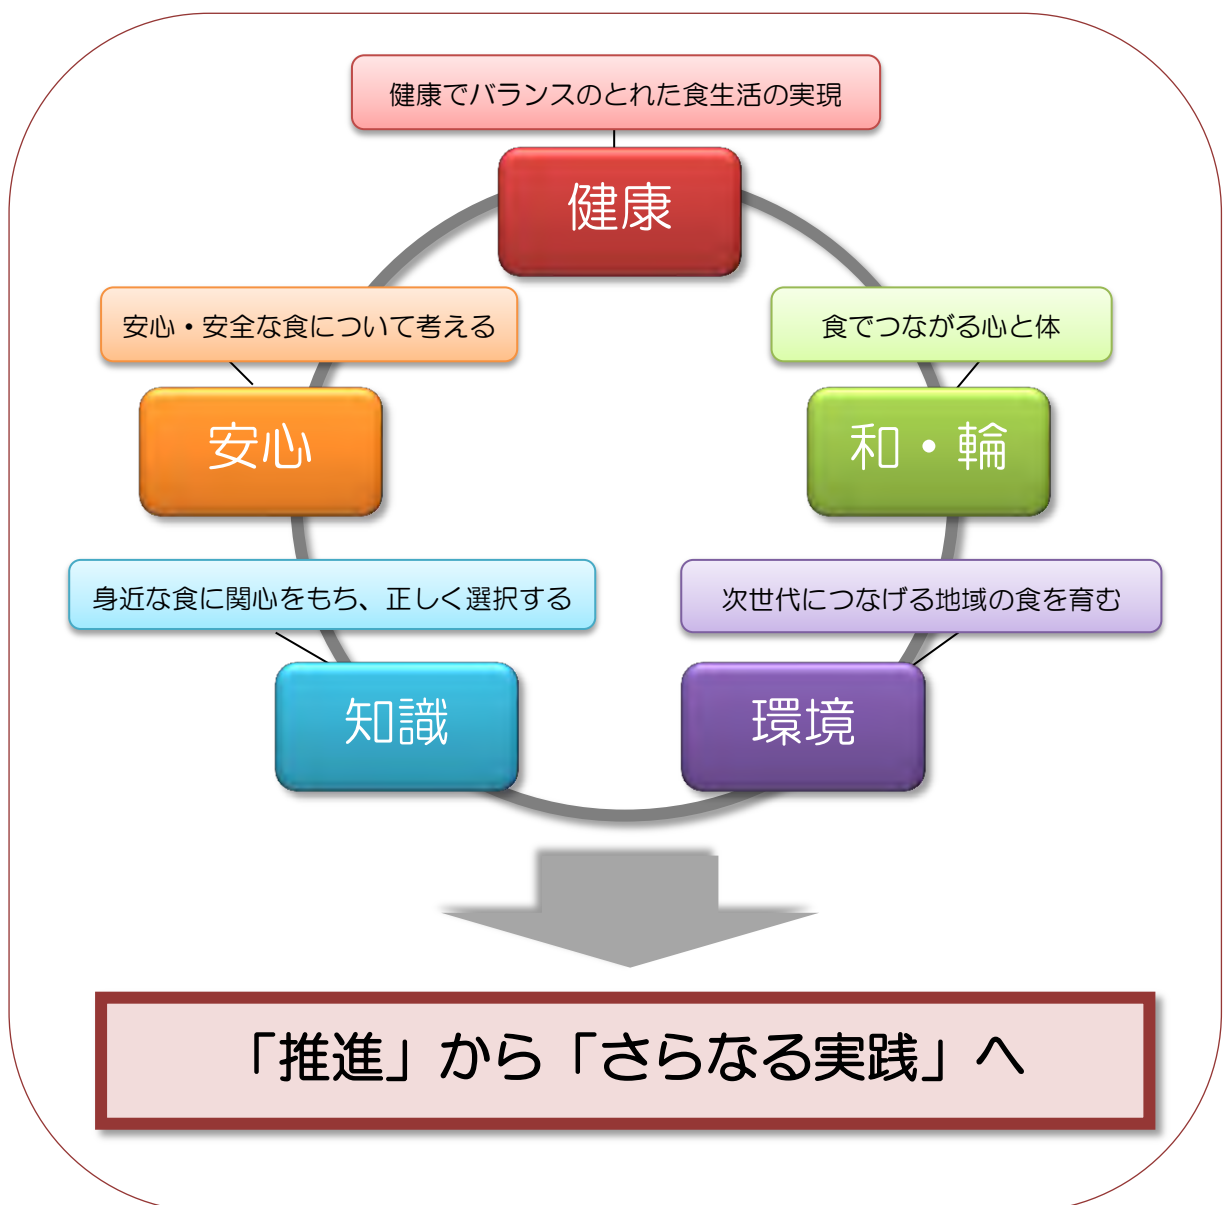 健康でバランスのとれた食生活の実現
健康
安心・安全な食について考える
食でつながる心と体
安心
和・輪
身近な食に関心をもち、正しく選択する
次世代につなげる地域の食を育む
知識
環境
「推進」から「さらなる実践」へ